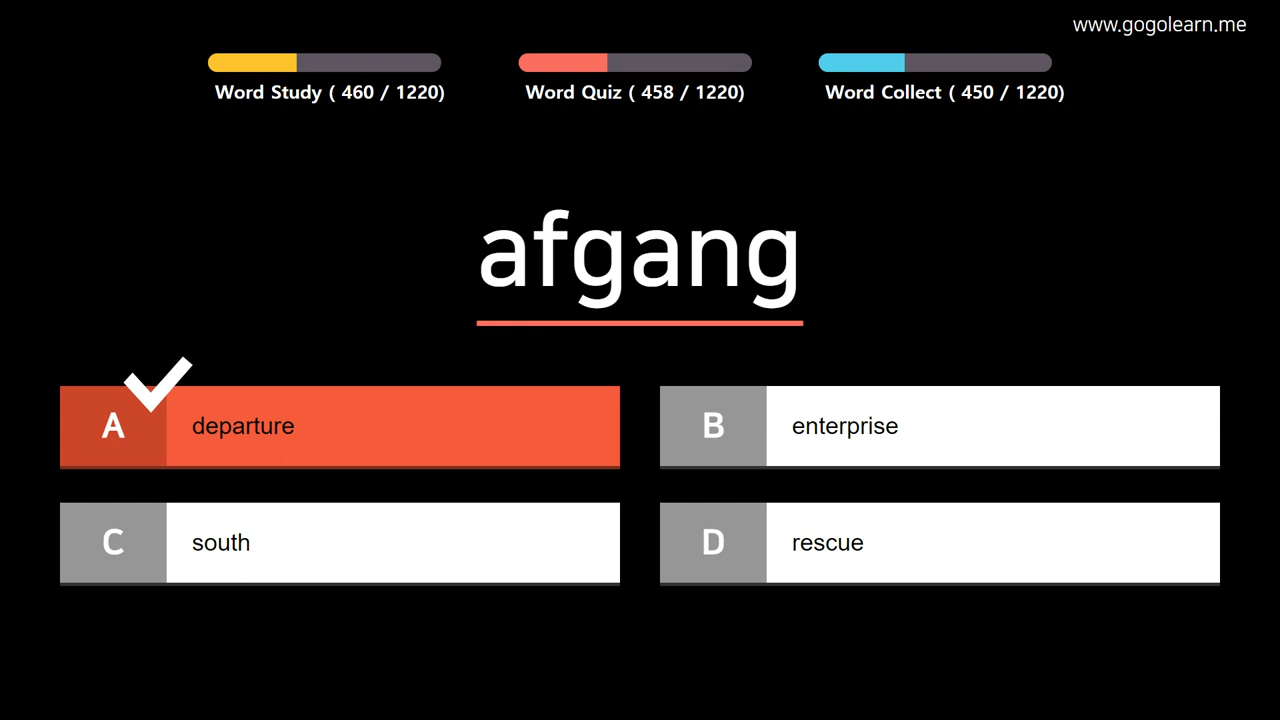 www.gogolearn.me
Word Study ( 460 / 1220)
Word Quiz ( 458 / 1220)
Word Collect ( 450 / 1220)
afgang
A departure
B enterprise
C south
D rescue